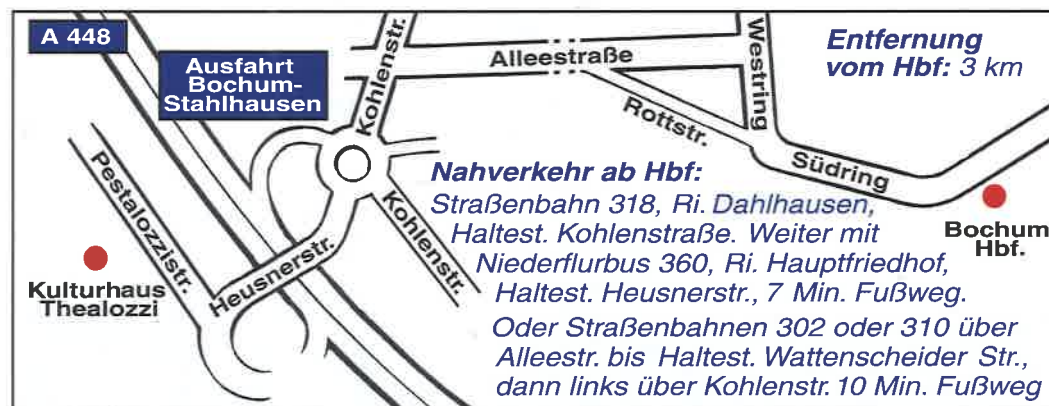 A 448
Ausfahrt
Bochum-
Stahlhausen
Kohlenstr.
Alleestraße
Westring
Entfernung
vom Hbf: 3 km
Rottstr.
Südring
Pestalozzistr.
Heusnerstr.
Kohlenstr.
Kulturhaus
Thealozzi
Bochum
Hbf.
Nahverkehr ab Hbf:
Straßenbahn 318, Ri. Dahlhausen,
Haltest. Kohlenstraße. Weiter mit
Niederflurbus 360, Ri. Hauptfriedhof,
Haltest. Heusnerstr., 7 Min. Fußweg.
Oder Straßenbahnen 302 oder 310 über
Alleestr. bis Haltest. Wattenscheider Str.,
dann links über Kohlenstr. 10 Min. Fußweg